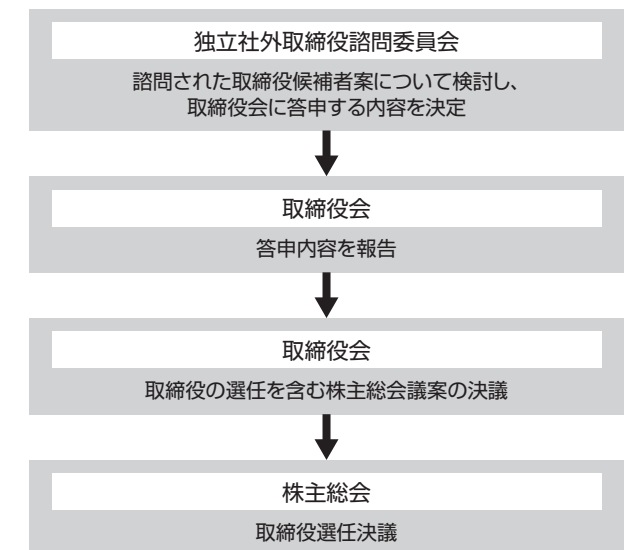 独立社外取締役諮問委員会
諮問された取締役候補者案について検討し、
取締役会に答申する内容を決定
取締役会
答申内容を報告
取締役会
取締役の選任を含む株主総会議案の決議
株主総会
取締役選任決議